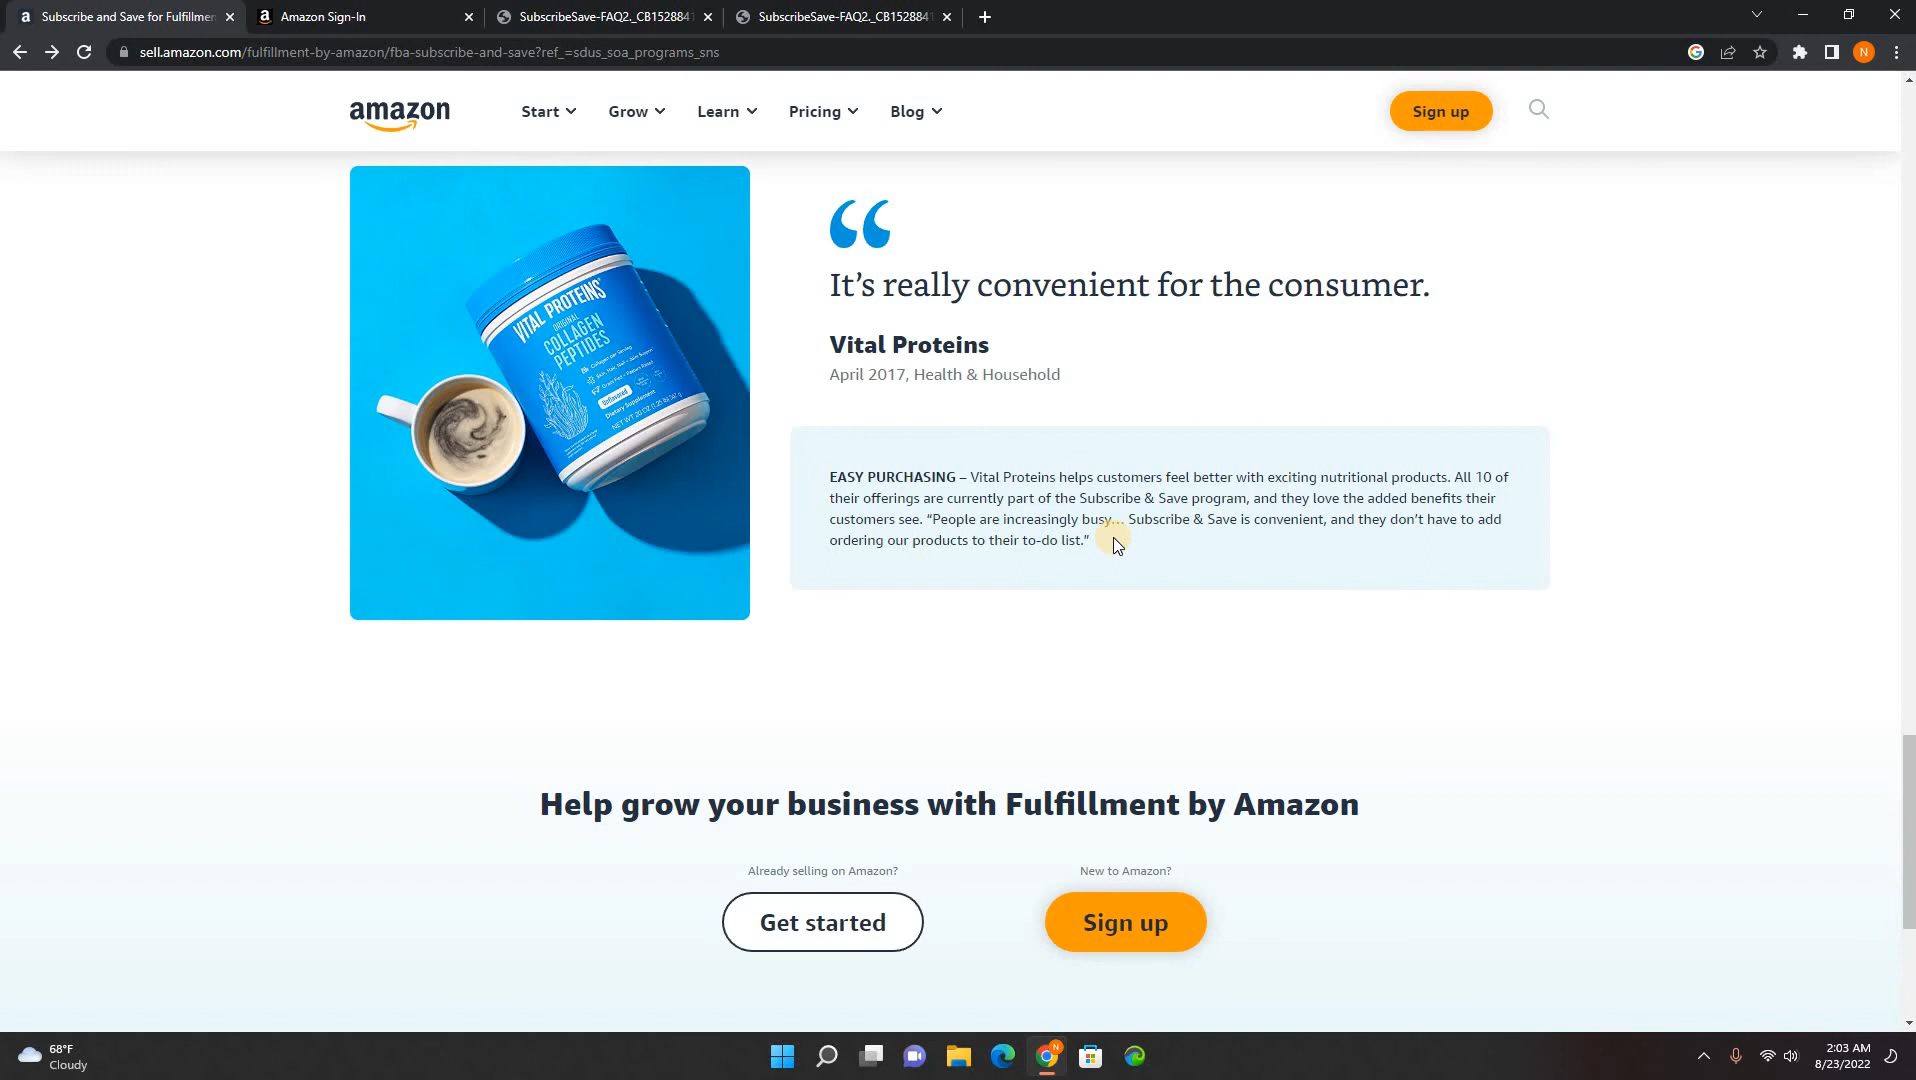 Subscribe and Save for Fulfillmen
Amazon Sign-In
SubscribeSave-FAQ2._CB1528841
SubscribeSave-FAQ2._CB1528841
sell.amazon.com/fulfillment-by-amazon/fba-subscribe-and-save?ref_=sdus_soa_programs_sns
N
amazon
Start
Grow
Learn
Pricing
Blog
Sign up
VITAL PROTEINS
ORIGINAL
COLLAGEN
PEPTIDES
Unflavored
Dietary Supplement
“
It’s really convenient for the consumer.
Vital Proteins
April 2017, Health & Household
EASY PURCHASING – Vital Proteins helps customers feel better with exciting nutritional products. All 10 of
their offerings are currently part of the Subscribe & Save program, and they love the added benefits their
customers see. “People are increasingly busy... Subscribe & Save is convenient, and they don’t have to add
ordering our products to their to-do list.”
Help grow your business with Fulfillment by Amazon
Already selling on Amazon?
New to Amazon?
Get started
Sign up
68°F
Cloudy
N
2:03 AM
8/23/2022